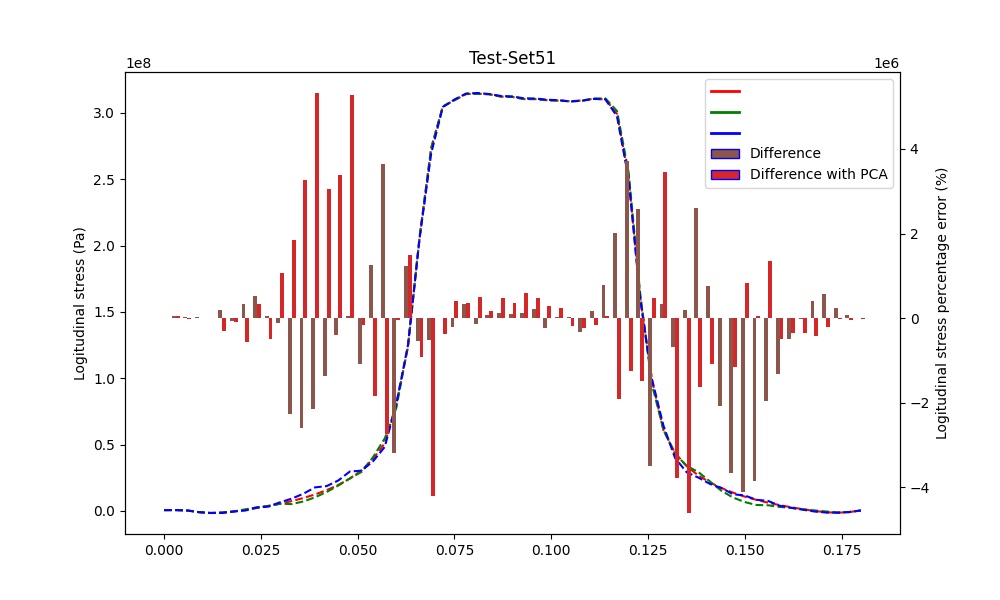 Test-Set51
1e8
1e6
Difference
Difference with PCA
Logitudinal stress (Pa)
3.0
2.5
2.0
1.5
1.0
0.5
0.0
4
2
0
−2
−4
Logitudinal stress percentage error (%)
0.000 0.025 0.050 0.075 0.100 0.125 0.150 0.175